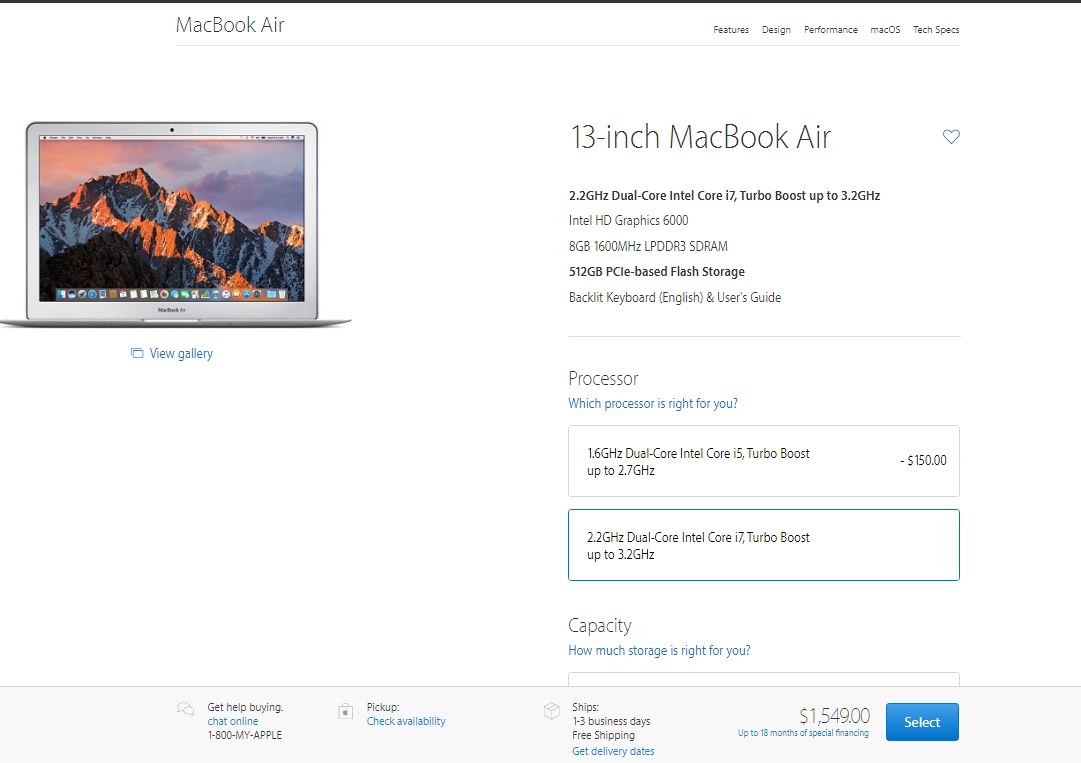 MacBook Air
Features
Design
Performance
macOS
Tech Specs
MacBook Air
View gallery
13-inch MacBook Air
2.2GHz Dual-Core Intel Core i7, Turbo Boost up to 3.2GHz
Intel HD Graphics 6000
8GB 1600MHz LPDDR3 SDRAM
512GB PCIe-based Flash Storage
Backlit Keyboard (English) & User's Guide
Processor
Which processor is right for you?
1.6GHz Dual-Core Intel Core i5, Turbo Boost
up to 2.7GHz
- $150.00
2.2GHz Dual-Core Intel Core i7, Turbo Boost
up to 3.2GHz
Capacity
How much storage is right for you?
Get help buying.
chat online
1-800-MY-APPLE
Pickup:
Check availability
Ships:
1-3 business days
Free Shipping
Get delivery dates
$1,549.00
Up to 18 months of special financing
Select